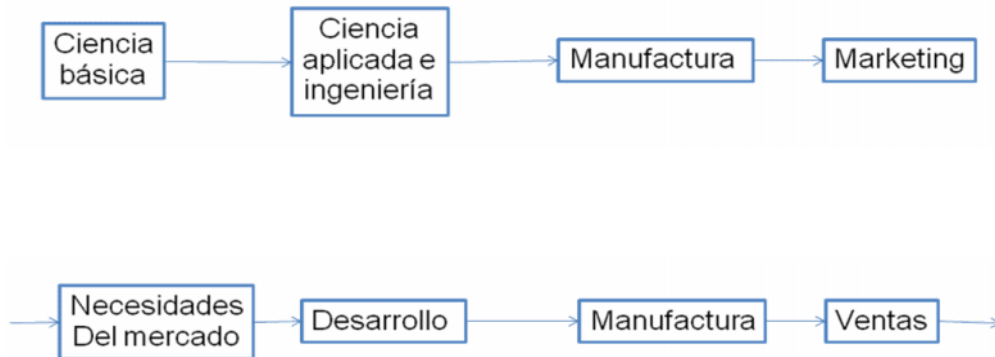 Ciencia
básica
Ciencia
aplicada e
ingeniería
Manufactura
Marketing
Necesidades
Del mercado
Desarrollo
Manufactura
Ventas